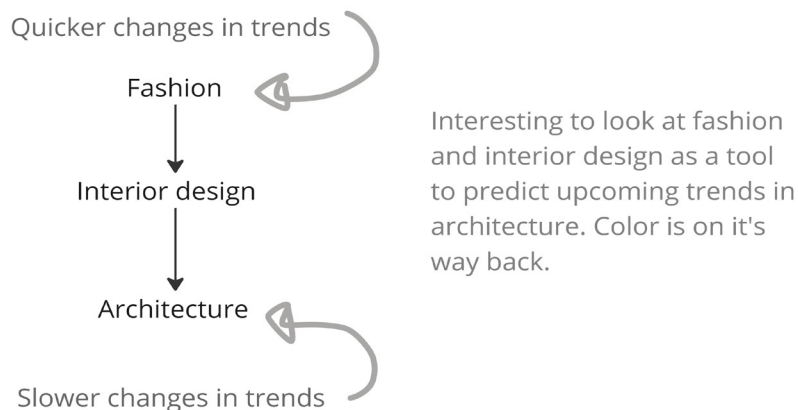 Quicker changes in trends
Fashion
Interior design
Architecture
Slower changes in trends
Interesting to look at fashion
and interior design as a tool
to predict upcoming trends in
architecture. Color is on it's
way back.